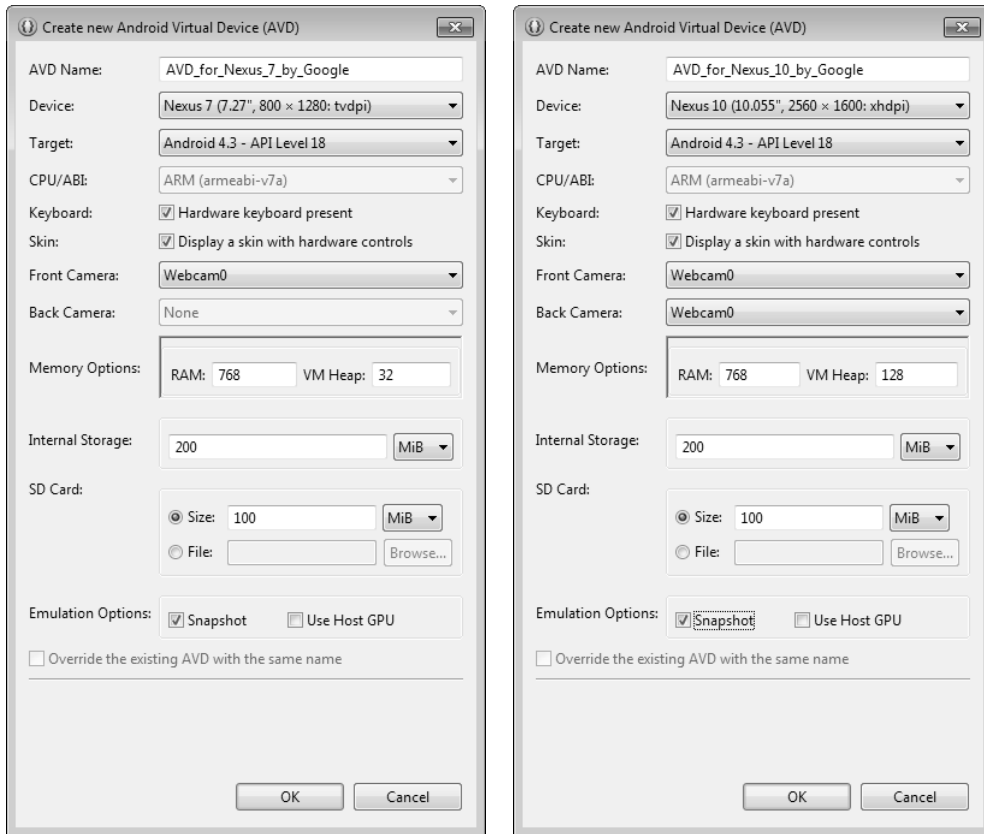 Create new Android Virtual Device (AVD)
AVD Name: AVD_for_Nexus_7_by_Google
Device: Nexus 7 (7.27", 800 × 1280: tvdpi)
Target: Android 4.3 - API Level 18
CPU/ABI: ARM (armeabi-v7a)
Keyboard: Hardware keyboard present
Skin: Display a skin with hardware controls
Front Camera: Webcam0
Back Camera: None
Memory Options: RAM: 768 VM Heap: 32
Internal Storage: 200 MiB
SD Card:
Size: 100 MiB
File: Browse...
Emulation Options: Snapshot Use Host GPU
Override the existing AVD with the same name
OK Cancel
Create new Android Virtual Device (AVD)
AVD Name: AVD_for_Nexus_10_by_Google
Device: Nexus 10 (10.055", 2560 × 1600: xhdpi)
Target: Android 4.3 - API Level 18
CPU/ABI: ARM (armeabi-v7a)
Keyboard: Hardware keyboard present
Skin: Display a skin with hardware controls
Front Camera: Webcam0
Back Camera: Webcam0
Memory Options: RAM: 768 VM Heap: 128
Internal Storage: 200 MiB
SD Card:
Size: 100 MiB
File: Browse...
Emulation Options: Snapshot Use Host GPU
Override the existing AVD with the same name
OK Cancel